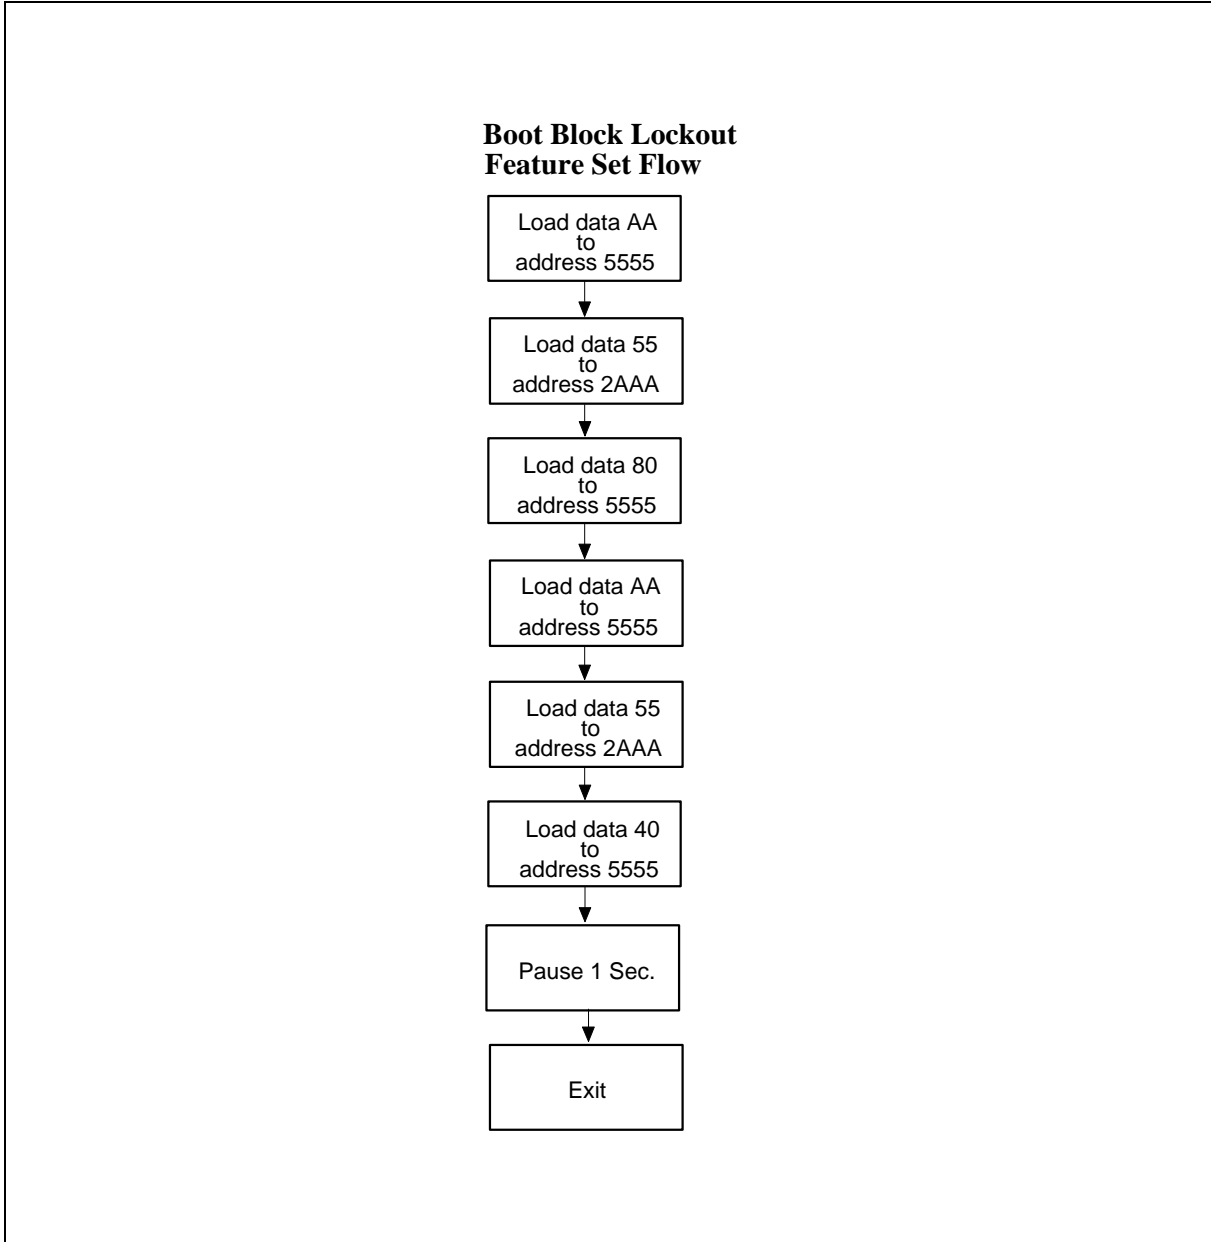 Boot Block Lockout
Feature Set Flow
Load data AA
to
address 5555
Load data 55
to
address 2AAA
Load data 80
to
address 5555
Load data AA
to
address 5555
Load data 55
to
address 2AAA
Load data 40
to
address 5555
Pause 1 Sec.
Exit